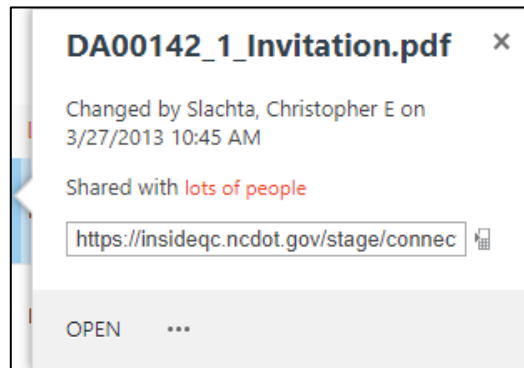 DA00142_1_Invitation.pdf
Changed by Slachta, Christopher E on
3/27/2013 10:45 AM
Shared with lots of people
https://insideqc.ncdot.gov/stage/connec
OPEN ...